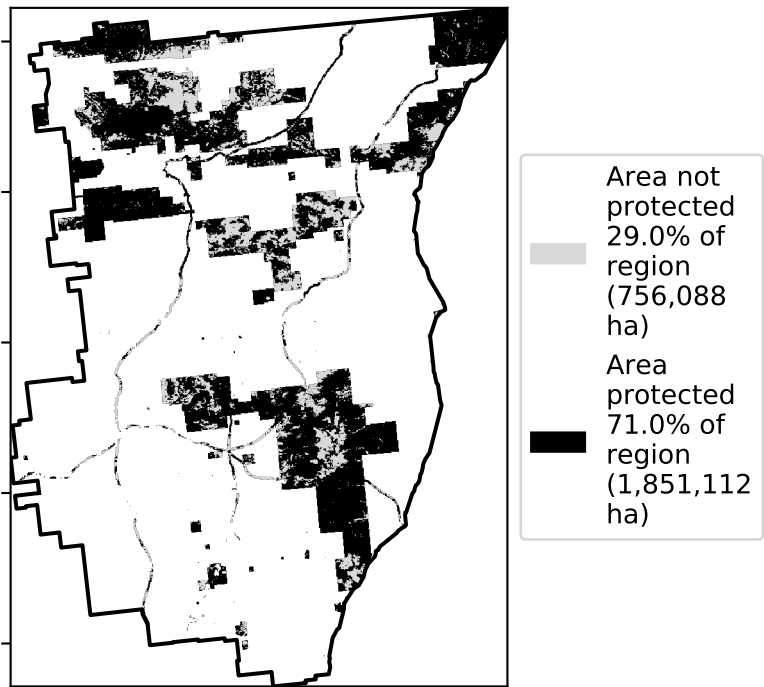 Area not
protected
29.0% of
region
(756,088
ha)
Area
protected
71.0% of
region
(1,851,112
ha)